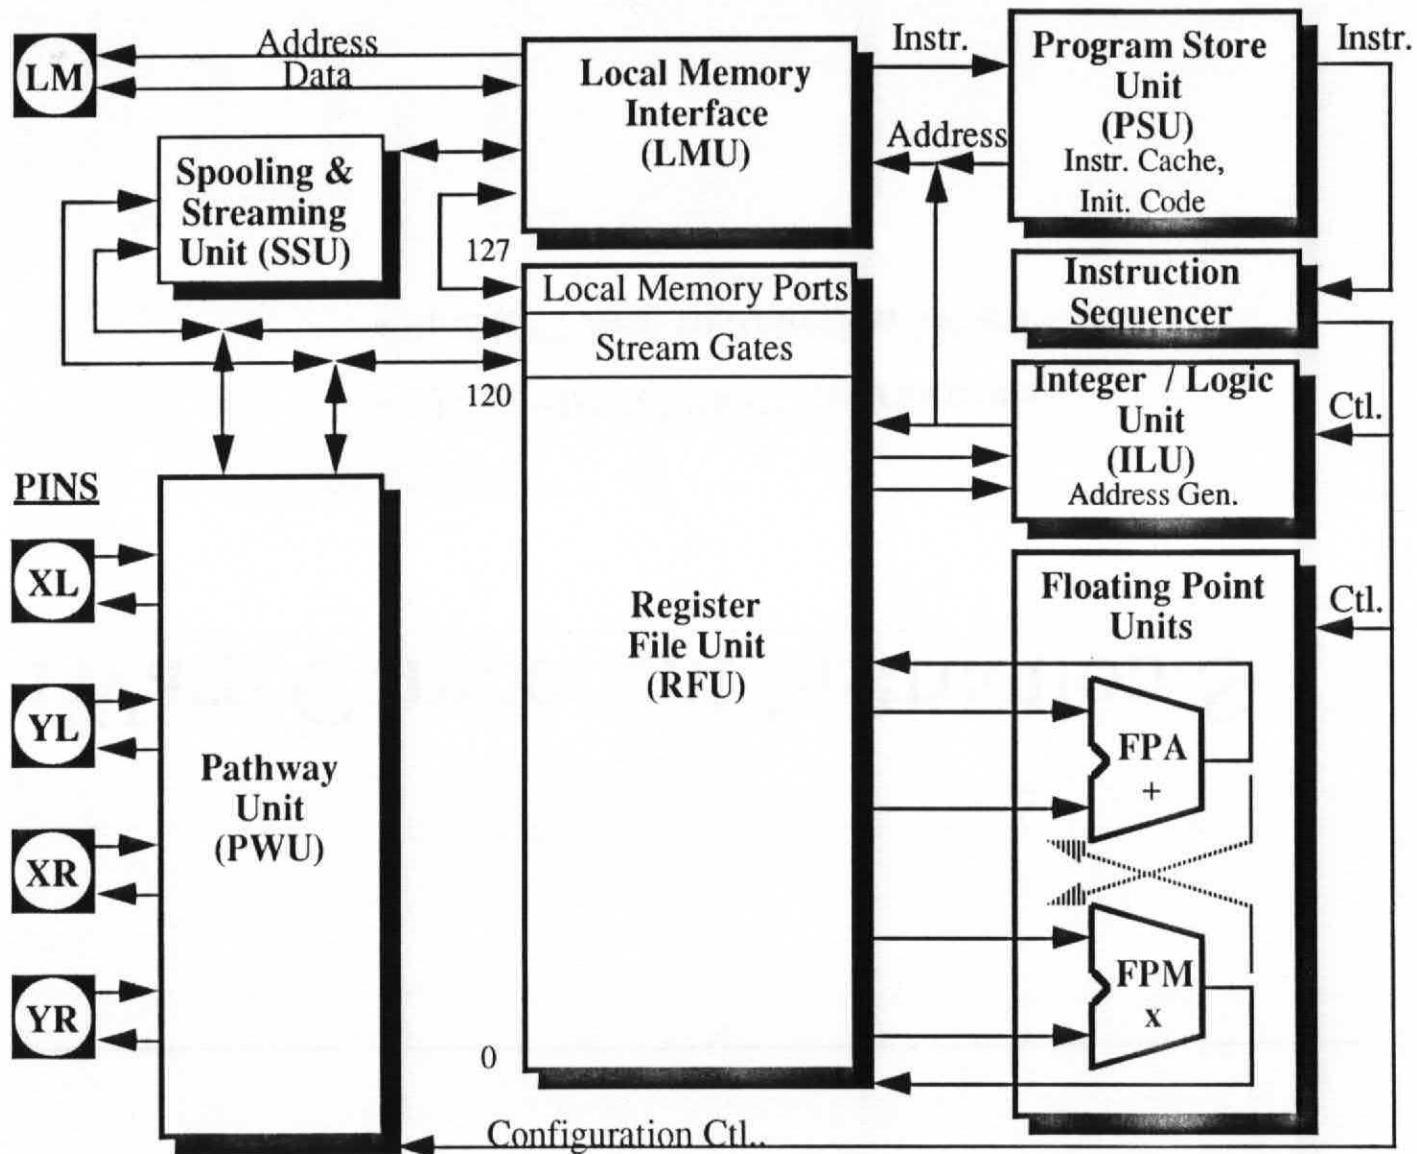 LM
Address
Data
Local Memory
Interface
(LMU)
Instr.
Program Store
Unit
(PSU)
Instr. Cache,
Init. Code
Instr.
Address
Spooling &
Streaming
Unit (SSU)
127
Local Memory Ports
Stream Gates
120
Instruction
Sequencer
Integer / Logic
Unit
(ILU)
Address Gen.
Ctl.
PINS
XL
YL
XR
YR
Pathway
Unit
(PWU)
Register
File Unit
(RFU)
0
Floating Point
Units
Ctl.
FPA
+
FPM
x
Configuration Ctl..